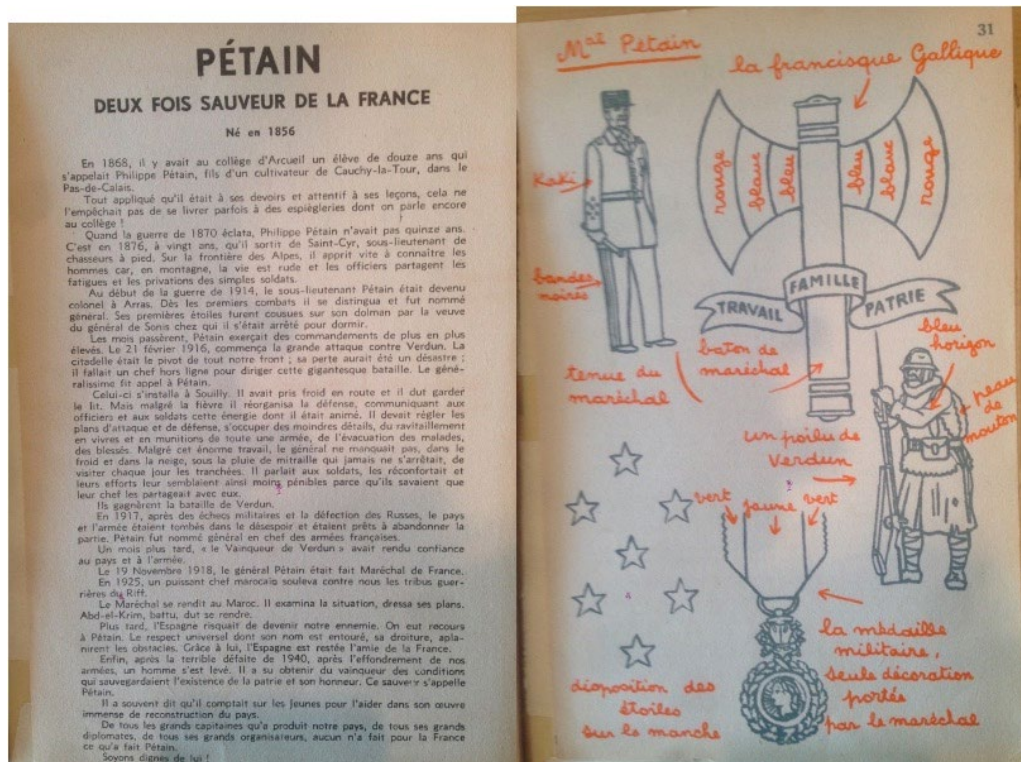 PÉTAIN
DEUX FOIS SAUVEUR DE LA FRANCE
Né en 1856
En 1868, il y avait au collège d'Arcueil un élève de douze ans qui
s'appelait Philippe Pétain, fils d'un cultivateur de Cauchy-la-Tour, dans le
Pas-de-Calais.
Tout appliqué qu'il était à ses devoirs et attentif à ses leçons, cela ne
l'empêchait pas de se livrer parfois à des espiègleries dont on parle encore
au collège !
Quand la guerre de 1870 éclata, Philippe Pétain n'avait pas quinze ans.
C'est en 1876, à vingt ans, qu'il sortit de Saint-Cyr, sous-lieutenant de
chasseurs à pied. Sur la frontière des Alpes, il apprit vite à connaître les
hommes car, en montagne, la vie est rude et les officiers partagent les
fatigues et les privations des simples soldats.
Au début de la guerre de 1914, le sous-lieutenant Pétain était devenu
colonel à Arras. Dès les premiers combats il se distingua et fut nommé
général. Ses premières étoiles furent cousues sur son dolman par la veuve
du général de Sonis chez qui il s'était arrêté pour dormir.
Les mois passèrent, Pétain exerçait des commandements de plus en plus
élevés. Le 21 février 1916, commença la grande attaque contre Verdun. La
citadelle était le pivot de tout notre front ; sa perte aurait été un désastre ;
il fallait un chef hors ligne pour diriger cette gigantesque bataille. Le géné-
ralissime fit appel à Pétain.
Celui-ci s'installa à Souilly. Il avait pris froid en route et il dut garder
le lit. Mais malgré la fièvre il réorganisa la défense, communiquant aux
officiers et aux soldats cette énergie dont il était animé. Il devait régler les
plans d'attaque et de défense, s'occuper des moindres détails, du ravitaillement
en vivres et en munitions de toute une armée, de l'évacuation des malades,
des blessés. Malgré cet énorme travail, le général ne manquait pas, dans le
froid et dans la neige, sous la pluie de mitraille qui jamais ne s'arrêtait, de
visiter chaque jour les tranchées. Il parlait aux soldats, les réconfortait et
leurs efforts leur semblaient ainsi moins pénibles parce qu'ils savaient que
leur chef les partageait avec eux.
Ils gagnèrent la bataille de Verdun.
En 1917, après des échecs militaires et la défection des Russes, le pays
et l'armée étaient tombés dans le désespoir et étaient prêts à abandonner la
partie. Pétain fut nommé général en chef des armées françaises.
Un mois plus tard, « le Vainqueur de Verdun » avait rendu confiance
au pays et à l'armée.
Le 19 Novembre 1918, le général Pétain était fait Maréchal de France.
En 1925, un puissant chef marocain souleva contre nous les tribus guer-
rières du Riff.
Le Maréchal se rendit au Maroc. Il examina la situation, dressa ses plans.
Abd-el-Krim, battu, dut se rendre.
Plus tard, l'Espagne risquait de devenir notre ennemie. On eut recours
à Pétain. Le respect universel dont son nom est entouré, sa droiture, apla-
nirent les obstacles. Grâce à lui, l'Espagne est restée l'amie de la France.
Enfin, après la terrible défaite de 1940, après l'effondrement de nos
armées, un homme s'est levé. Il a su obtenir du vainqueur des conditions
qui sauvegardaient l'existence de la patrie et son honneur. Ce sauveur s'appelle
Pétain.
Il a souvent dit qu'il comptait sur les Jeunes pour l'aider dans son œuvre
immense de reconstruction du pays.
De tous les grands capitaines qu'a produit notre pays, de tous ses grands
diplomates, de tous ses grands organisateurs, aucun n'a fait pour la France
ce qu'a fait Pétain.
Soyons dignes de lui !
31
Mal Pétain
la francisque Gallique
rouge blanc bleu bleu blanc rouge
Kaki
bandes
noires
TRAVAIL FAMILLE PATRIE
tenue du
maréchal
baton de
maréchal
bleu
horizon
peau
de
mouton
un poilu de
Verdun
vert jaune vert
la médaille
militaire,
seule décoration
portée
par le maréchal
disposition des
étoiles
sur la manche